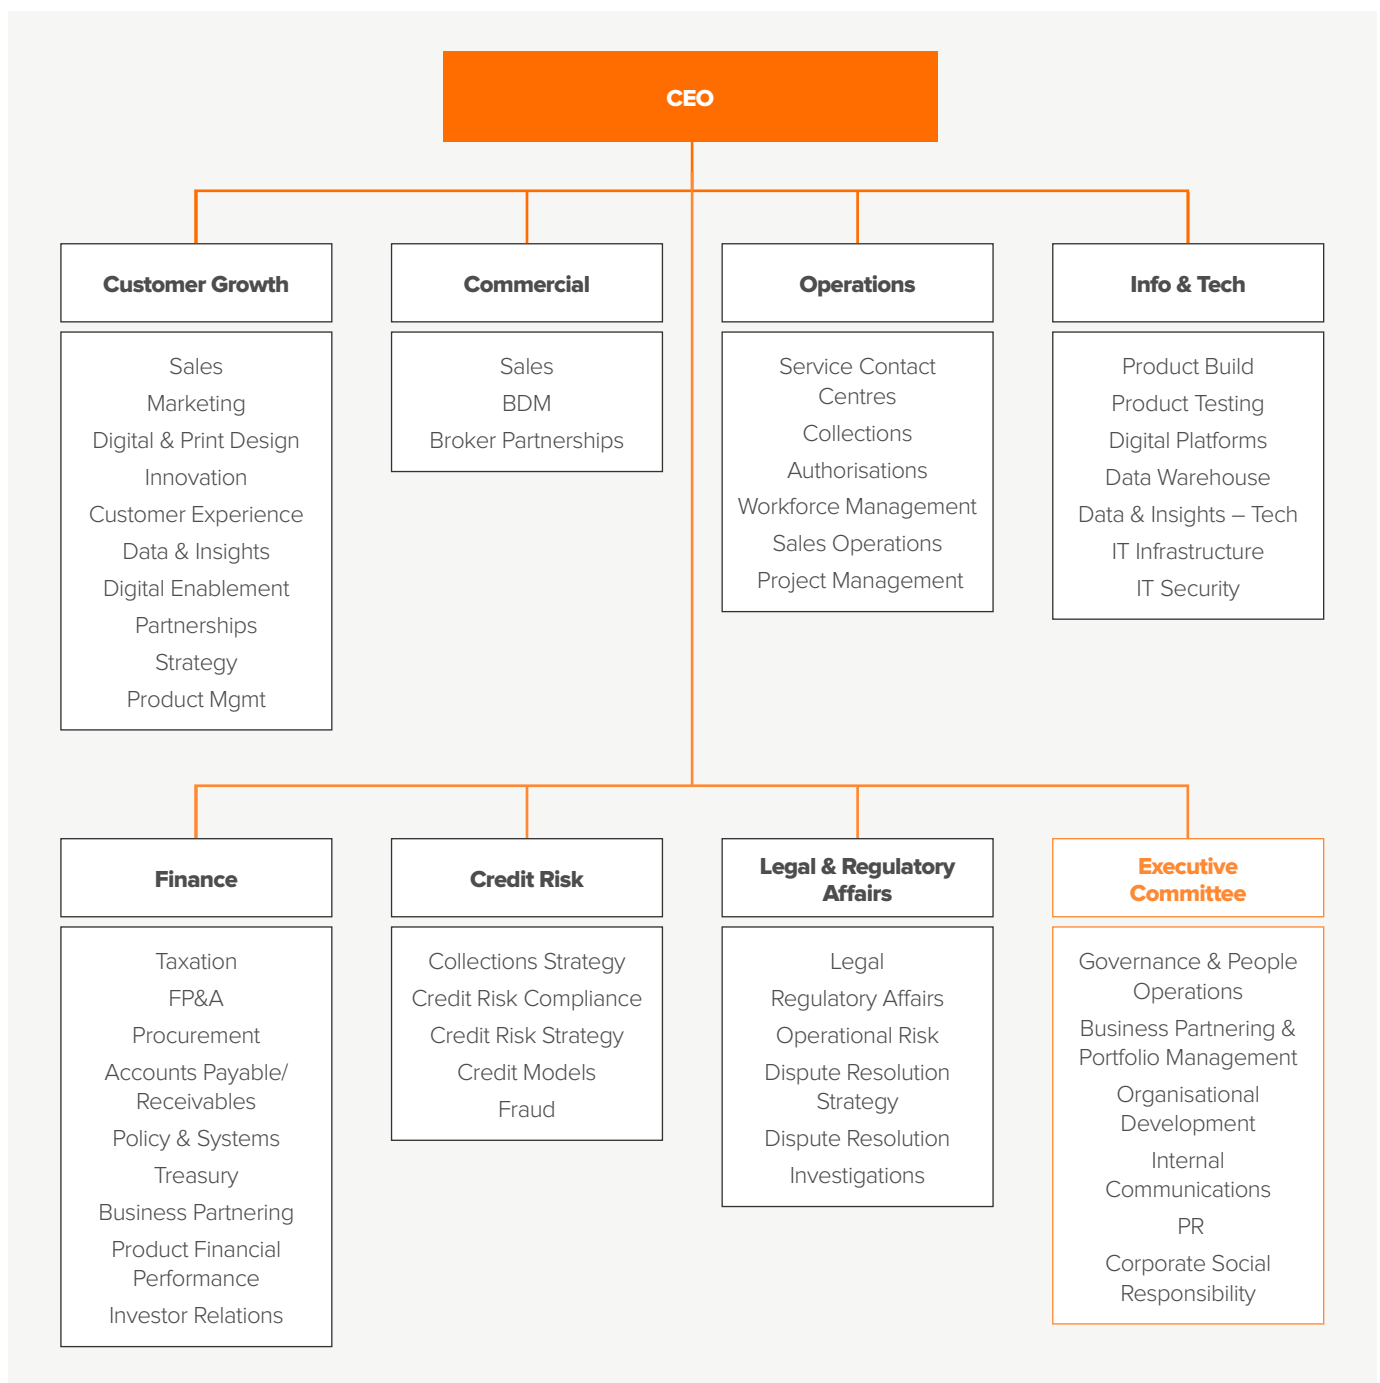 CEO
Customer Growth
Sales
Marketing
Digital & Print Design
Innovation
Customer Experience
Data & Insights
Digital Enablement
Partnerships
Strategy
Product Mgmt
Commercial
Sales
BDM
Broker Partnerships
Operations
Service Contact
Centres
Collections
Authorisations
Workforce Management
Sales Operations
Project Management
Info & Tech
Product Build
Product Testing
Digital Platforms
Data Warehouse
Data & Insights – Tech
IT Infrastructure
IT Security
Finance
Taxation
FP&A
Procurement
Accounts Payable/
Receivables
Policy & Systems
Treasury
Business Partnering
Product Financial
Performance
Investor Relations
Credit Risk
Collections Strategy
Credit Risk Compliance
Credit Risk Strategy
Credit Models
Fraud
Legal & Regulatory
Affairs
Legal
Regulatory Affairs
Operational Risk
Dispute Resolution
Strategy
Dispute Resolution
Investigations
Executive
Committee
Governance & People
Operations
Business Partnering &
Portfolio Management
Organisational
Development
Internal
Communications
PR
Corporate Social
Responsibility